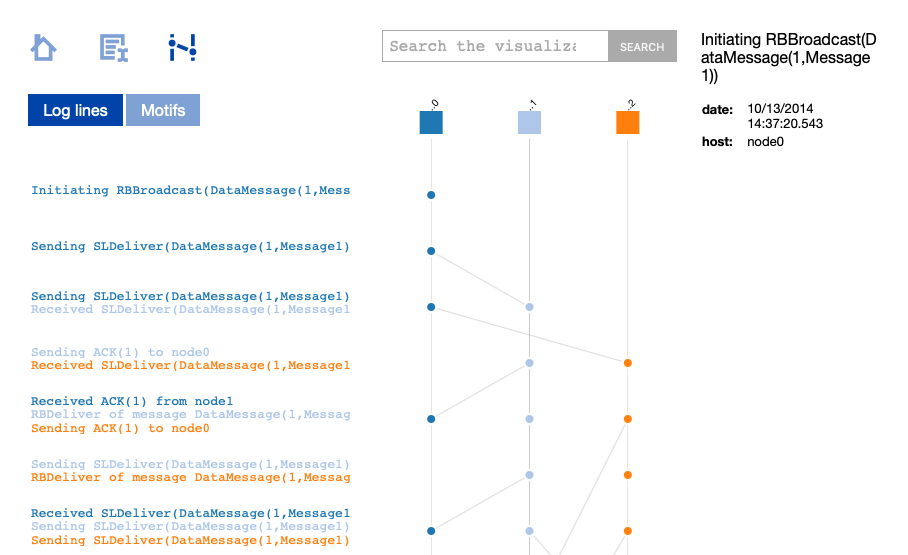 Search the visualiza
SEARCH
Initiating RBBroadcast(D
ataMessage(1,Message
1))
date: 10/13/2014
14:37:20.543
host: node0
Log lines
Motifs
..0
..1
..2
Initiating RBBroadcast(DataMessage(1,Mess
Sending SLDeliver(DataMessage(1,Message1)
Sending SLDeliver(DataMessage(1,Message1)
Received SLDeliver(DataMessage(1,Message1
Sending ACK(1) to node0
Received SLDeliver(DataMessage(1,Message1
Received ACK(1) from node1
RBDeliver of message DataMessage(1,Messag
Sending ACK(1) to node0
Sending SLDeliver(DataMessage(1,Message1)
RBDeliver of message DataMessage(1,Messag
Received SLDeliver(DataMessage(1,Message1
Sending SLDeliver(DataMessage(1,Message1)
Sending SLDeliver(DataMessage(1,Message1)